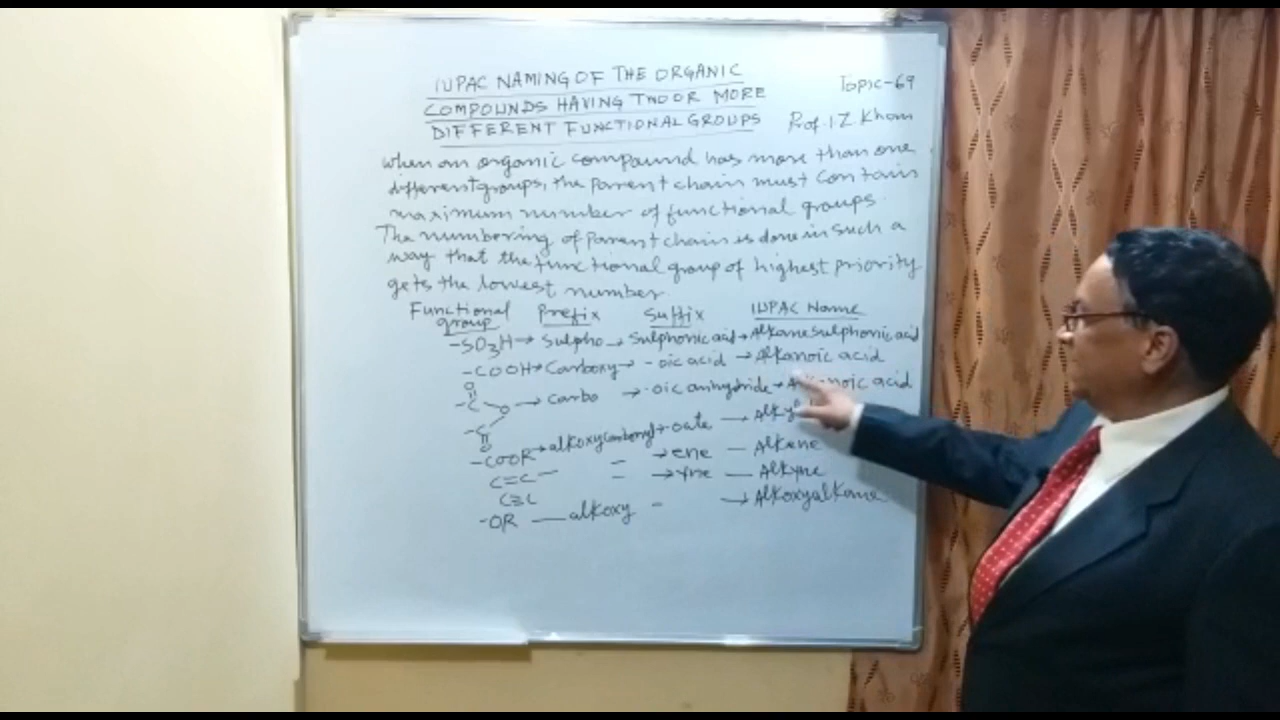 IUPAC NAMING OF THE ORGANIC
COMPOUNDS HAVING TWO OR MORE
DIFFERENT FUNCTIONAL GROUPS
Topic-69
Prof. I Z Khan
When an organic compound has more than one
different groups, the parent chain must contain
maximum number of functional groups.
The numbering of parent chain is done in such a
way that the functional group of highest priority
gets the lowest number.
Functional group Prefix Suffix IUPAC Name
-SO3H → Sulpho → Sulphonic acid → Alkane sulphonic acid
-COOH → Carboxy → -oic acid → Alkanoic acid
O
=
-C
O → Carbo → -oic anhydride → noic acid
-C
=
O
-COOR → alkoxy carbonyl → oate — Alky
C=C — = → ene — Alkene
C≡C = → yne — Alkyne
-OR — alkoxy - → Alkoxyalkane